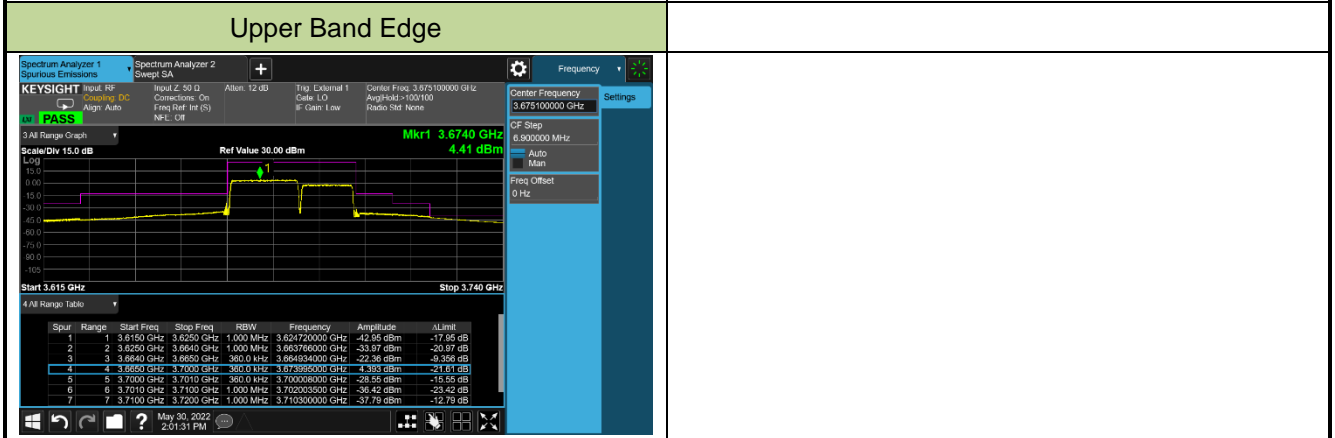 Upper Band Edge
Spectrum Analyzer 1
Spurious Emissions
Spectrum Analyzer 2
Swept SA
Frequency
KEYSIGHT
Input: RF
Coupling: DC
Align: Auto
Input Z: 50 Ω
Corrections: On
Freq Ref: Int (S)
NFE: Off
Atten: 12 dB
Trig: External 1
Gate: LO
IF Gain: Low
Center Freq: 3.675100000 GHz
Avg|Hold:>100/100
Radio Std: None
PASS
Center Frequency
3.675100000 GHz
Settings
CF Step
6.900000 MHz
Auto
Man
Freq Offset
0 Hz
3 All Range Graph
Mkr1 3.6740 GHz
Scale/Div 15.0 dB
Ref Value 30.00 dBm
4.41 dBm
Log
1
15.0
0.00
-15.0
-30.0
-45.0
-60.0
-75.0
-90.0
-105
Start 3.615 GHz
Stop 3.740 GHz
4 All Range Table
Spur Range Start Freq Stop Freq RBW Frequency Amplitude ΔLimit
1 1 3.6150 GHz 3.6250 GHz 1.000 MHz 3.624720000 GHz -42.95 dBm -17.95 dB
2 2 3.6250 GHz 3.6640 GHz 1.000 MHz 3.663766000 GHz -33.97 dBm -20.97 dB
3 3 3.6640 GHz 3.6650 GHz 360.0 kHz 3.664934000 GHz -22.36 dBm -9.356 dB
4 4 3.6650 GHz 3.7000 GHz 360.0 kHz 3.673995000 GHz 4.393 dBm -21.61 dB
5 5 3.7000 GHz 3.7010 GHz 360.0 kHz 3.700008000 GHz -28.55 dBm -15.55 dB
6 6 3.7010 GHz 3.7100 GHz 1.000 MHz 3.702003500 GHz -36.42 dBm -23.42 dB
7 7 3.7100 GHz 3.7200 GHz 1.000 MHz 3.710300000 GHz -37.79 dBm -12.79 dB
May 30, 2022
2:01:31 PM